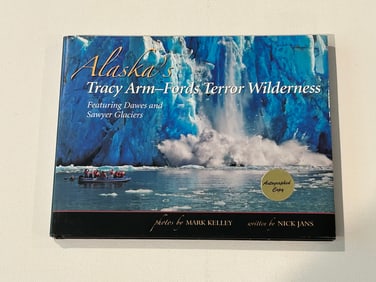 Alaska's
Tracy Arm–Fords Terror Wilderness
Featuring Dawes and
Sawyer Glaciers
Autographed
Copy
photos by MARK KELLEY written by NICK JANS